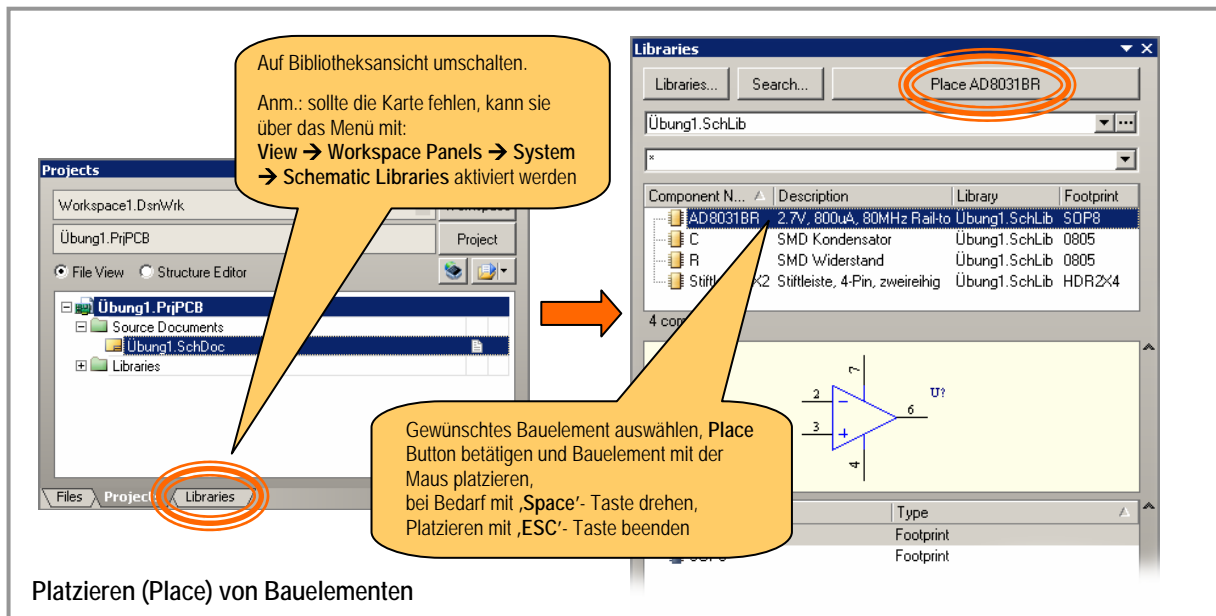 Auf Bibliotheksansicht umschalten.
Anm.: sollte die Karte fehlen, kann sie
über das Menü mit:
View ➔ Workspace Panels ➔ System
➔ Schematic Libraries aktiviert werden
Projects
Workspace1.DsnWrk
Übung1.PrjPCB
Project
File View
Structure Editor
Übung1.PrjPCB
Source Documents
Übung1.SchDoc
Libraries
Files
Projects
Libraries
Libraries
Libraries...
Search...
Place AD8031BR
Übung1.SchLib
*
Component N...
Description
Library
Footprint
AD8031BR 2.7V, 800uA, 80MHz Rail-to Übung1.SchLib SOP8
C SMD Kondensator Übung1.SchLib 0805
R SMD Widerstand Übung1.SchLib 0805
Stiftleiste, 4-Pin, zweireihig Übung1.SchLib HDR2X4
4
7
2
U?
6
3
4
Gewünschtes Bauelement auswählen, Place
Button betätigen und Bauelement mit der
Maus platzieren,
bei Bedarf mit ‚Space'- Taste drehen,
Platzieren mit ‚ESC'- Taste beenden
Type
Footprint
Footprint
Platzieren (Place) von Bauelementen